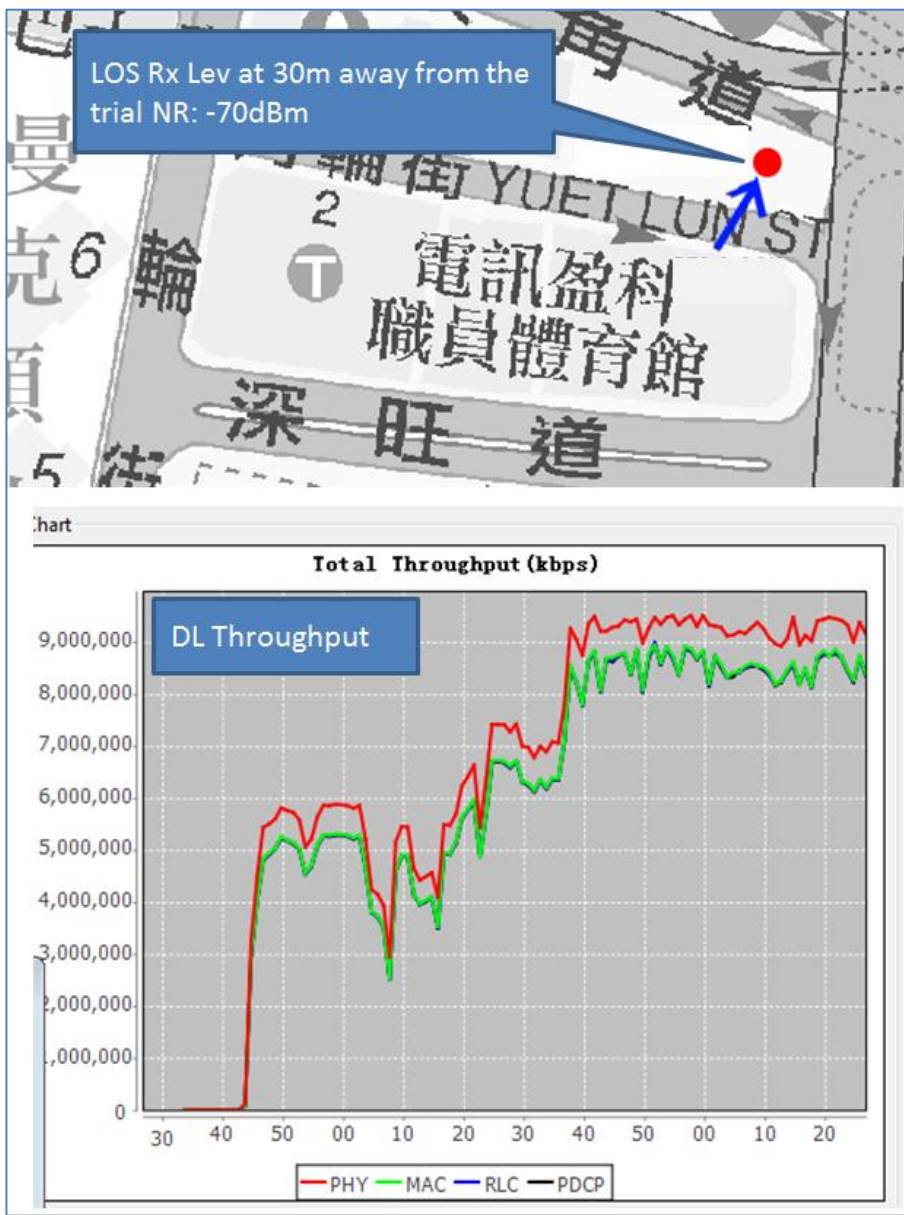 LOS Rx Lev at 30m away from the
trial NR: -70dBm
角道
曼
克
頓
輪街 YUET LUN ST
2
T
6
輪
街
5
電訊盈科
職員體育館
深旺道
Chart
Total Throughput(kbps)
DL Throughput
9,000,000
8,000,000
7,000,000
6,000,000
5,000,000
4,000,000
3,000,000
2,000,000
1,000,000
0
30 40 50 00 10 20 30 40 50 00 10 20
PHY MAC RLC PDCP